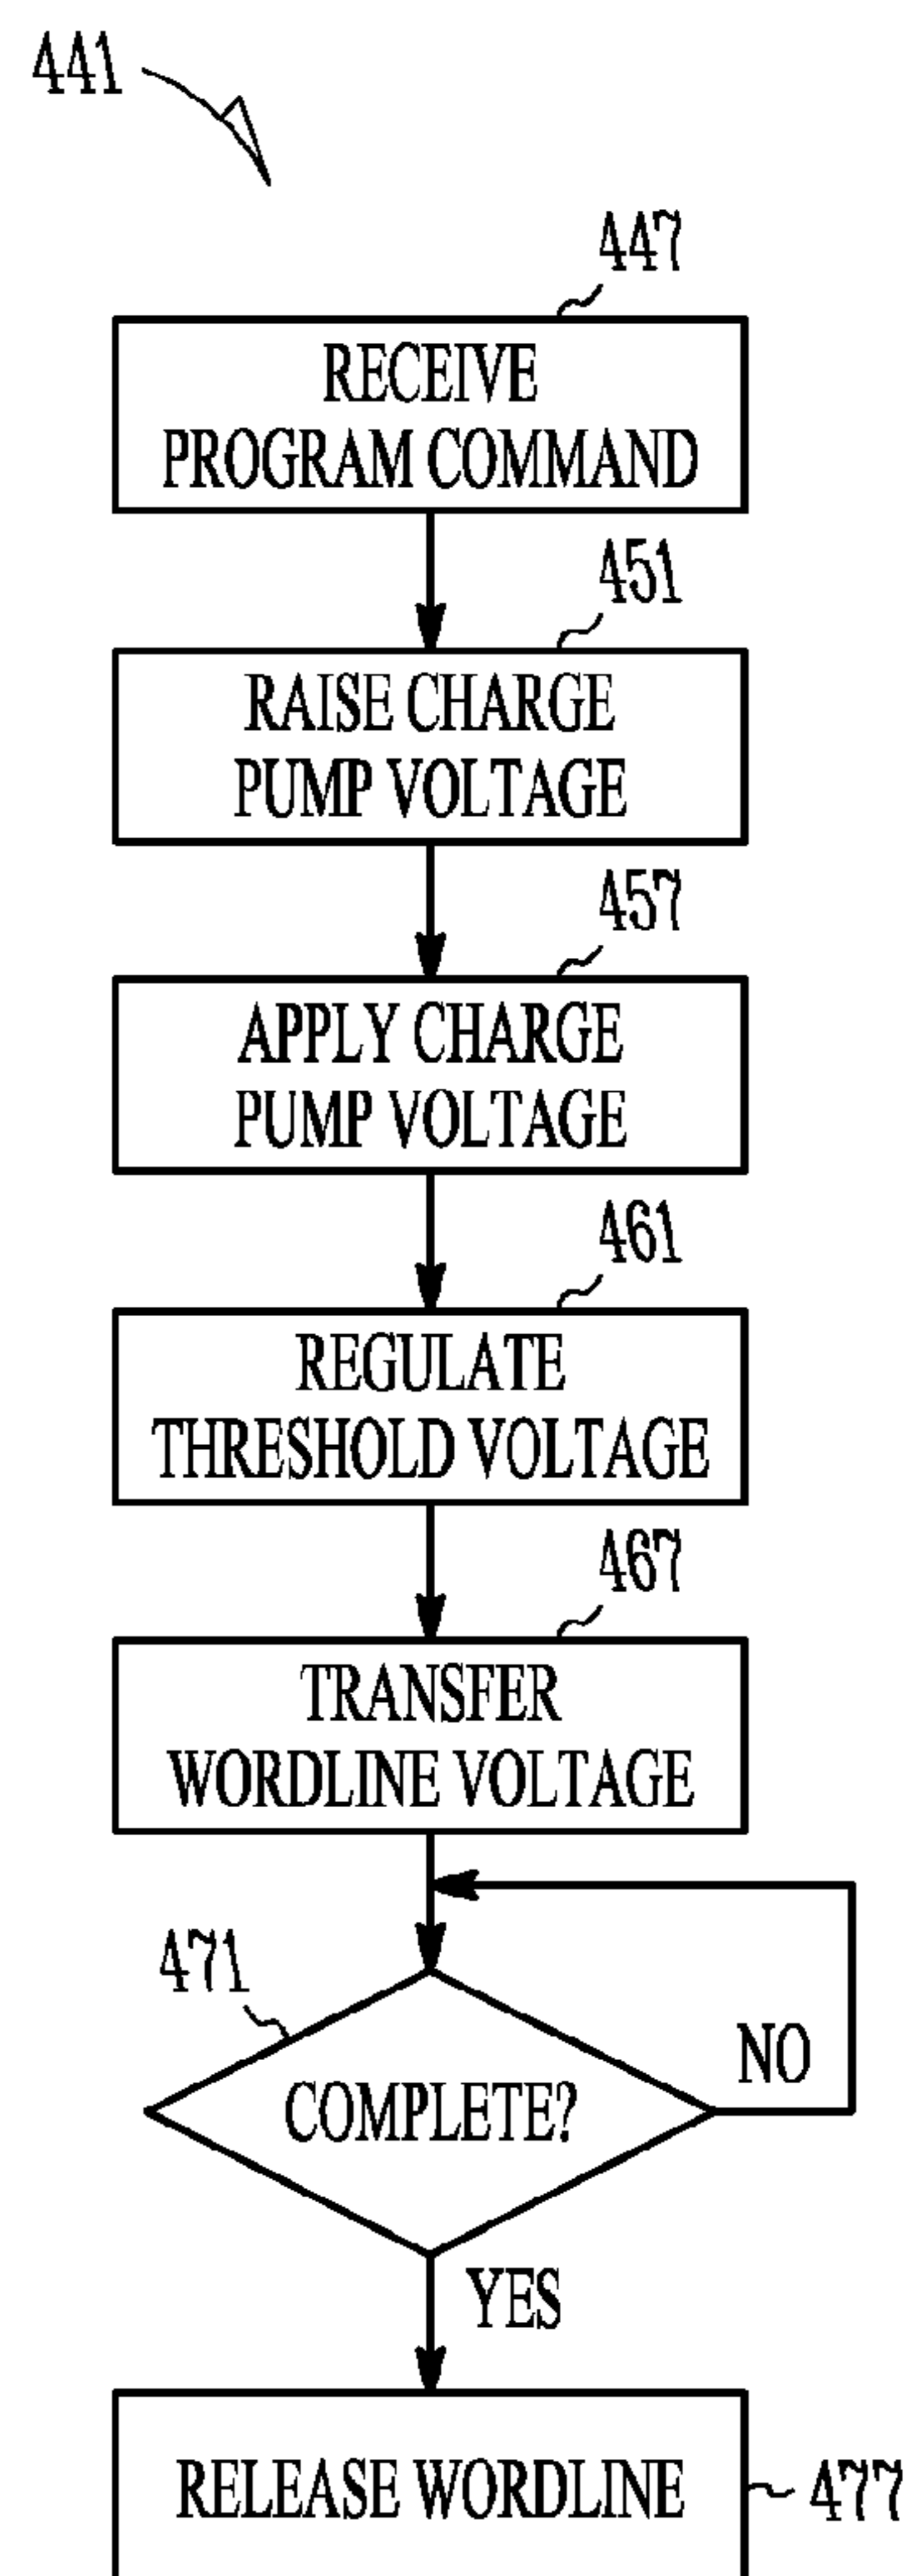 441
447
RECEIVE
PROGRAM COMMAND
451
RAISE CHARGE
PUMP VOLTAGE
457
APPLY CHARGE
PUMP VOLTAGE
461
REGULATE
THRESHOLD VOLTAGE
467
TRANSFER
WORDLINE VOLTAGE
471
COMPLETE?
NO
YES
RELEASE WORDLINE
477